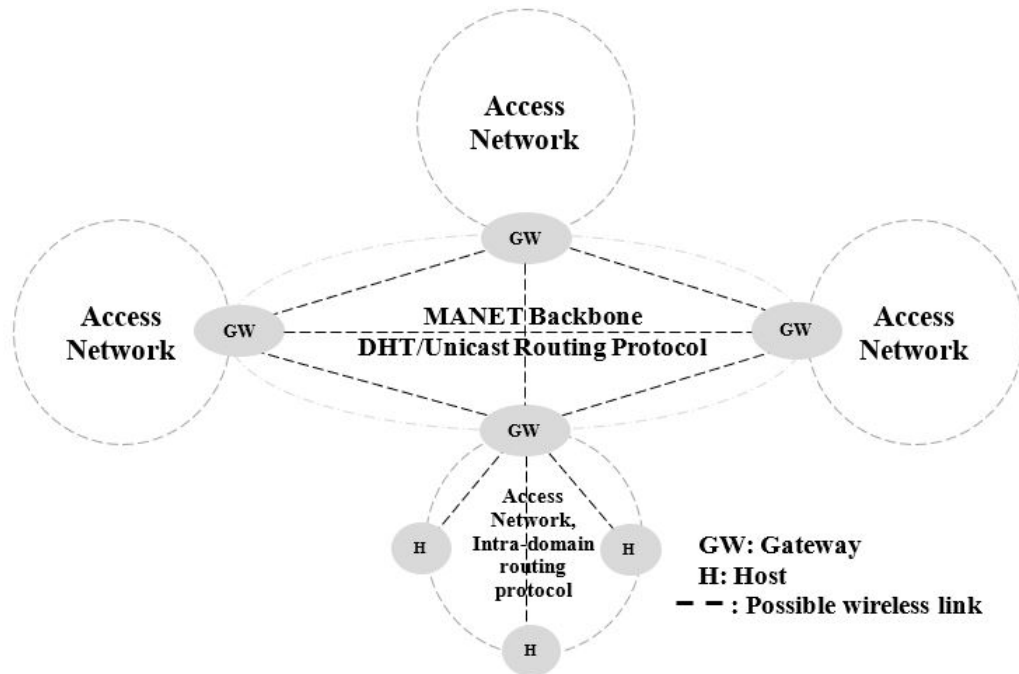 Access
Network
GW
Access
Network
GW
MANET Backbone
DHT/Unicast Routing Protocol
GW
Access
Network
GW
Access
Network,
Intra-domain
routing
protocol
H
H
H
GW: Gateway
H: Host
: Possible wireless link